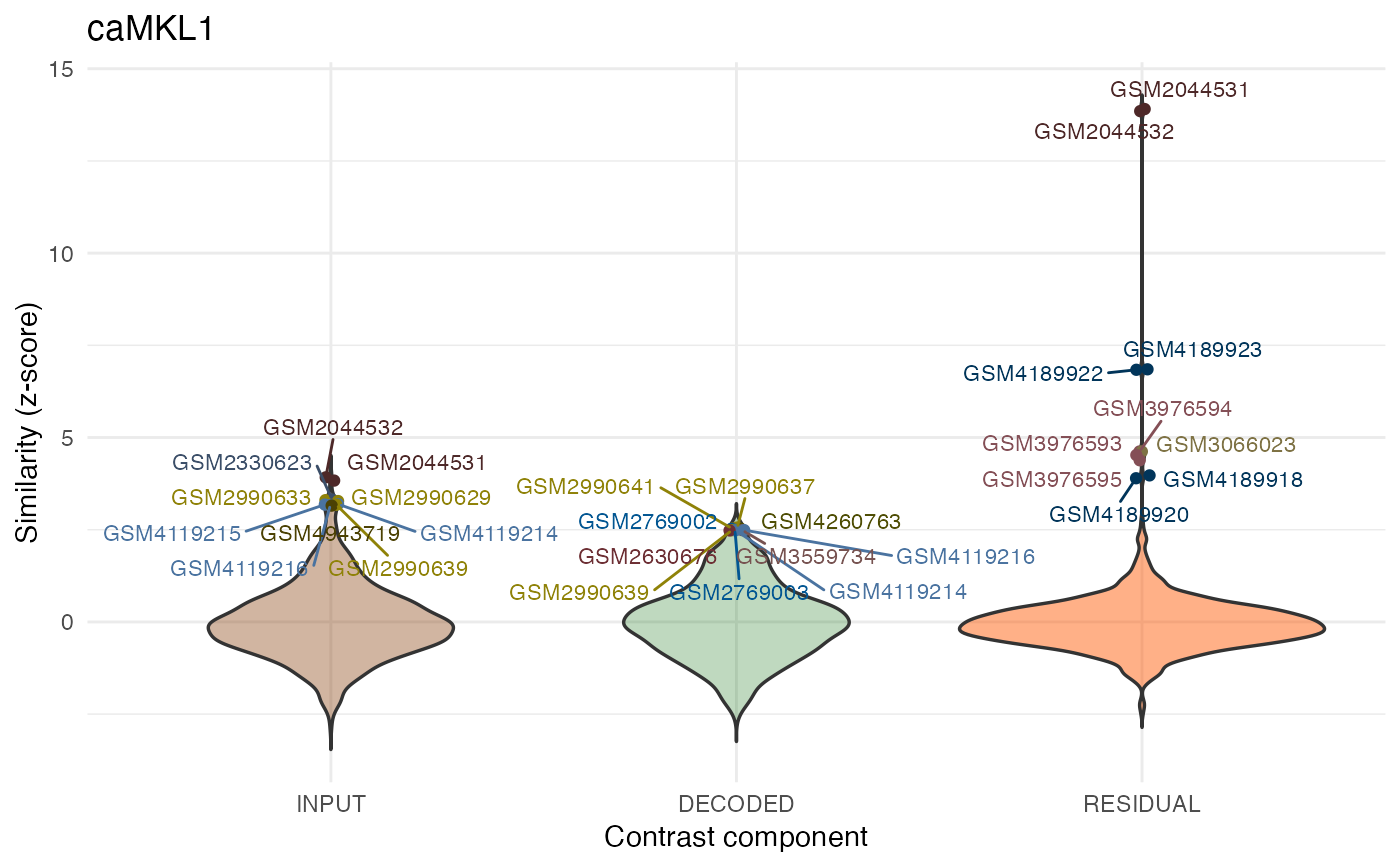 caMKL1
15
10
5
0
Similarity (z-score)
GSM2044532
GSM2330623
GSM2044531
GSM2990633
GSM2990629
GSM4119215
GSM4943719
GSM4119214
GSM4119216
GSM2990639
GSM2990641
GSM2990637
GSM2769002
GSM4260763
GSM2630676
GSM3559734
GSM4119216
GSM2990639
GSM2769003
GSM4119214
GSM2044531
GSM2044532
GSM4189923
GSM4189922
GSM3976594
GSM3976593
GSM3066023
GSM3976595
GSM4189918
GSM4189920
INPUT
DECODED
RESIDUAL
Contrast component